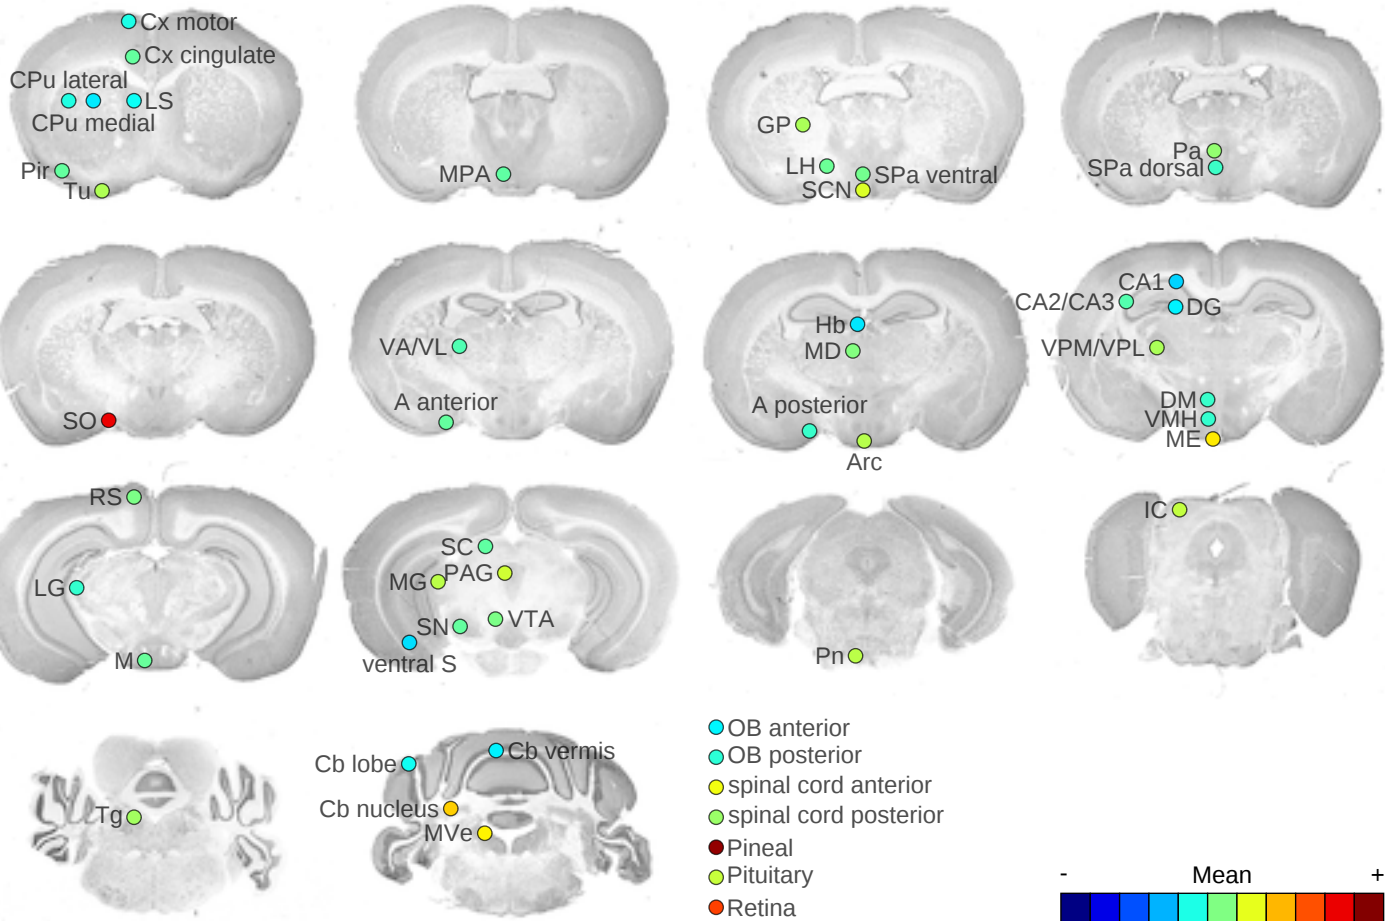 Cx motor
Cx cingulate
CPu lateral
LS
CPu medial
Pir
Tu
MPA
GP
LH
SPa ventral
SCN
Pa
SPa dorsal
SO
VA/VL
A anterior
Hb
MD
A posterior
Arc
CA1
CA2/CA3
DG
VPM/VPL
DM
VMH
ME
RS
LG
M
SC
MG
PAG
SN
VTA
ventral S
Pn
IC
Tg
Cb lobe
Cb vermis
Cb nucleus
MVe
OB anterior
OB posterior
spinal cord anterior
spinal cord posterior
Pineal
Pituitary
Retina
- Mean +